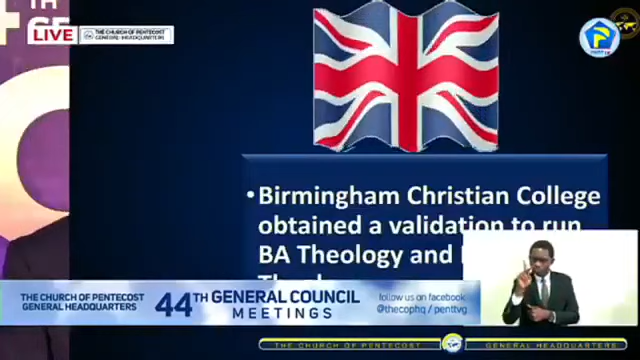 LIVE
THE CHURCH OF PENTECOST
GENERAL HEADQUARTERS
PENT TV
• Birmingham Christian College
obtained a validation to run
BA Theology and
THE CHURCH OF PENTECOST
GENERAL HEADQUARTERS
44TH GENERAL COUNCIL
MEETINGS
follow us on facebook
@thecophq / penttvg
THE CHURCH OF PENTECOST
GENERAL HEADQUARTERS